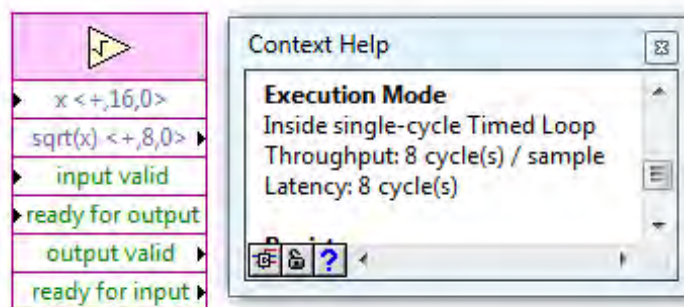 x <+,16,0>
sqrt(x) <+,8,0>
input valid
ready for output
output valid
ready for input
Context Help
Execution Mode
Inside single-cycle Timed Loop
Throughput: 8 cycle(s) / sample
Latency: 8 cycle(s)
?